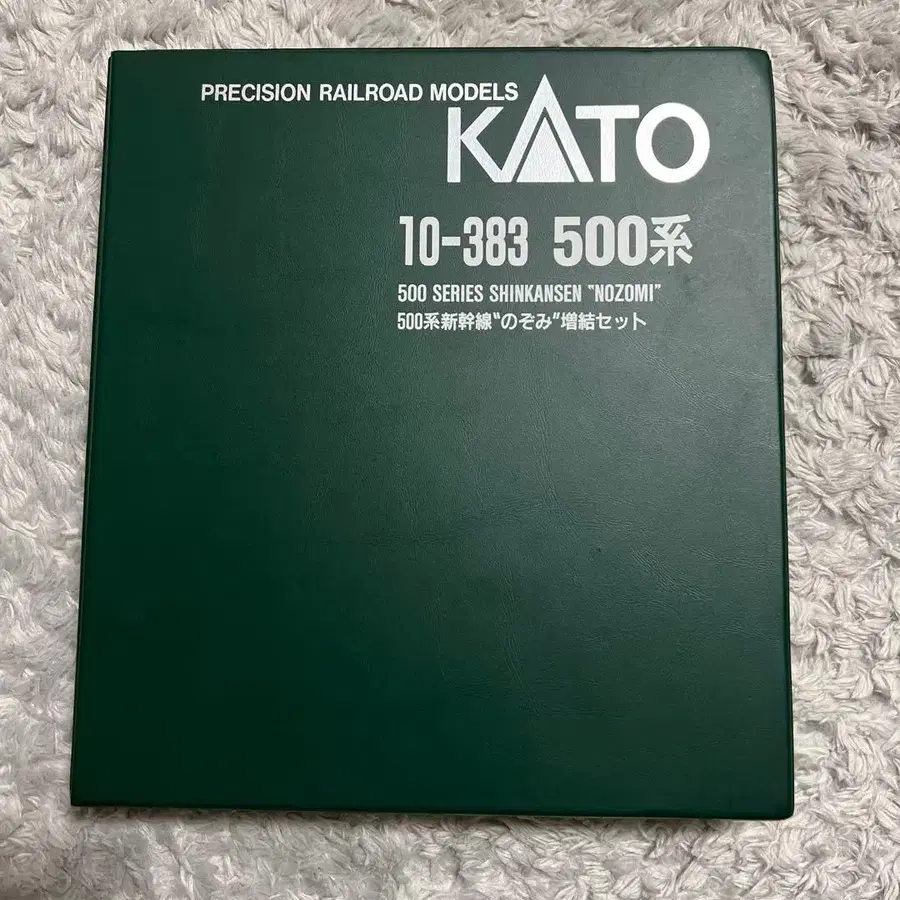 PRECISION RAILROAD MODELS
KATO
10-383 500系
500 SERIES SHINKANSEN "NOZOMI"
500系新幹線"のぞみ"増結セット